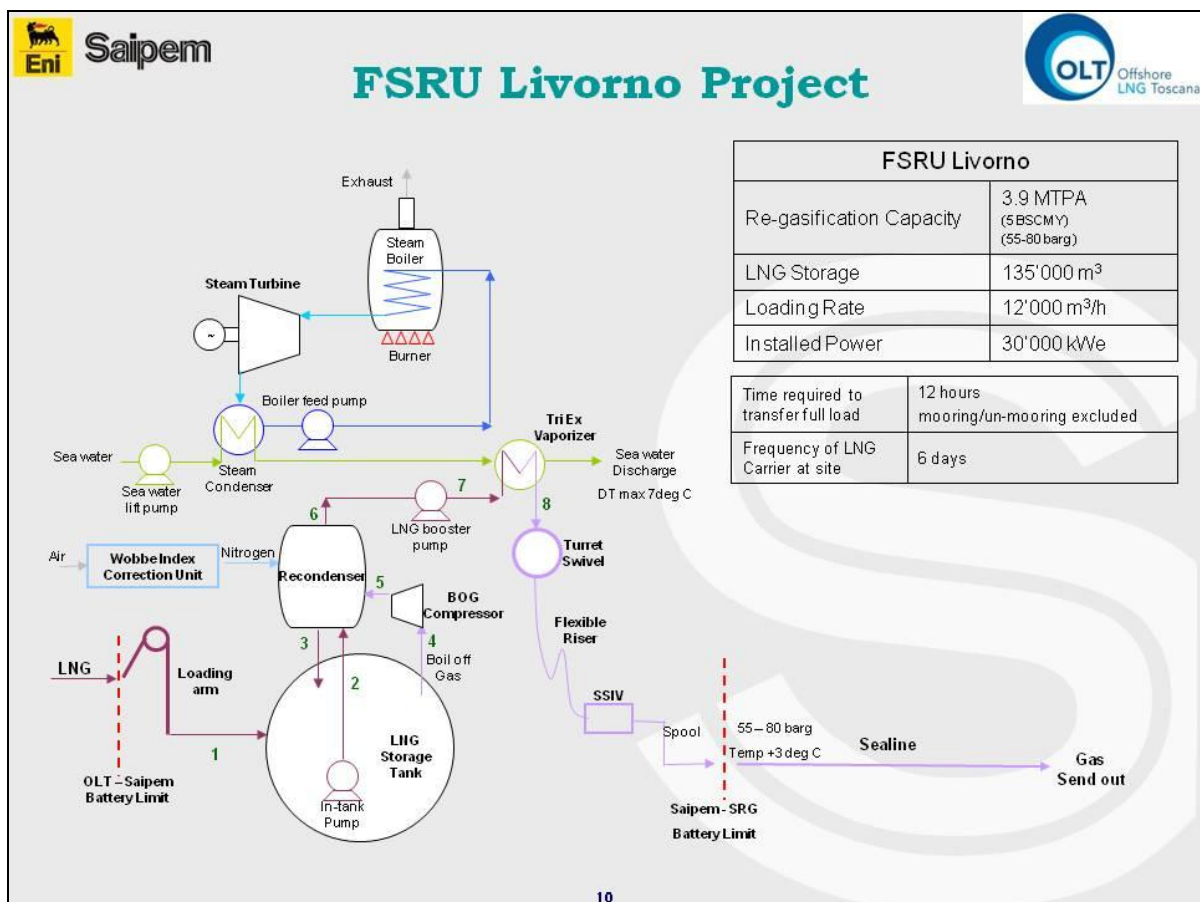 Eni
Saipem
FSRU Livorno Project
OLT Offshore
LNG Toscana
FSRU Livorno
Re-gasification Capacity
3.9 MTPA
(5 BSCMY)
(55-80 barg)
LNG Storage
135'000 m³
Loading Rate
12'000 m³/h
Installed Power
30'000 kWe
Time required to
transfer full load
12 hours
mooring/un-mooring excluded
Frequency of LNG
Carrier at site
6 days
Exhaust
Steam
Boiler
Steam Turbine
~
Burner
Boiler feed pump
Tri Ex
Vaporizer
Sea water
Steam
Condenser
Sea water
lift pump
Sea water
Discharge
DT max 7deg C
7
8
6
LNG booster
pump
Turret
Swivel
Air
Wobbe Index
Correction Unit
Nitrogen
Recondenser
5
BOG
Compressor
4
Boil off
Gas
3
2
Flexible
Riser
LNG
Loading
arm
1
OLT – Saipem
Battery Limit
LNG
Storage
Tank
In-tank
Pump
SSIV
Spool
55 – 80 barg
Temp +3 deg C
Sealine
Gas
Send out
Saipem - SRG
Battery Limit
10